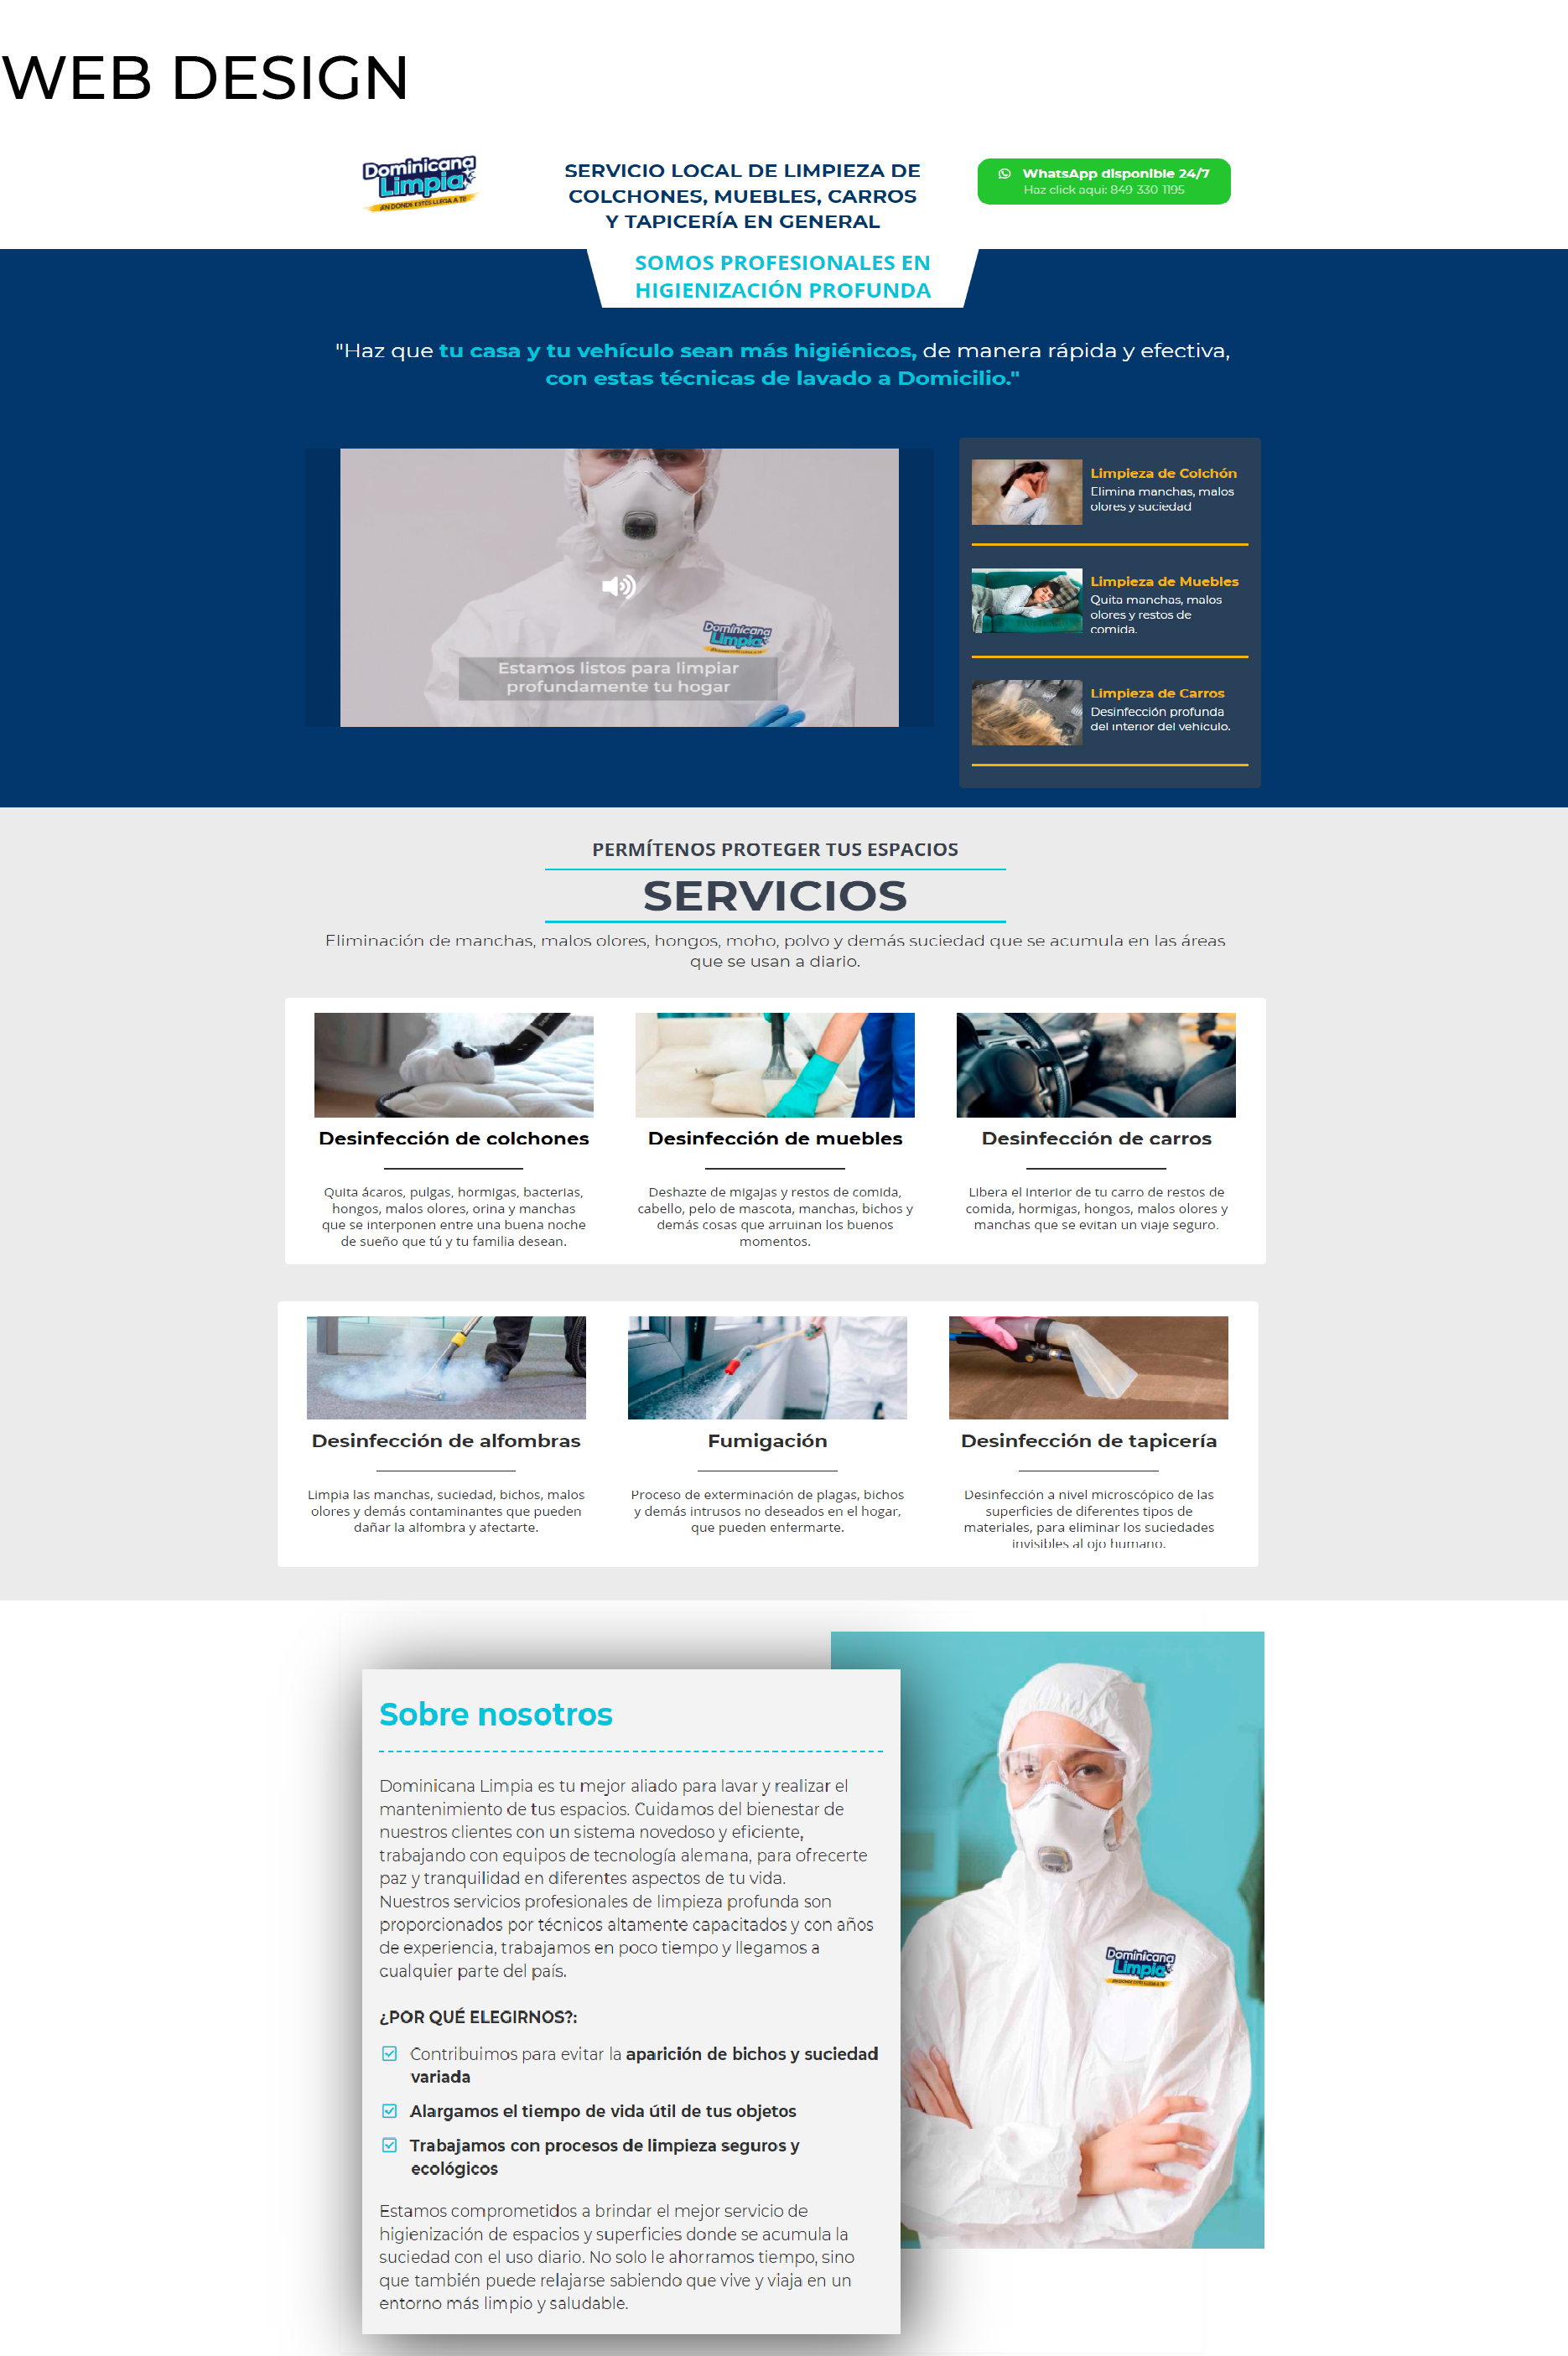 WEB DESIGN
Dominicana
Limpia
¡EN DONDE ESTÉS LLEGA A TI!
SERVICIO LOCAL DE LIMPIEZA DE
COLCHONES, MUEBLES, CARROS
Y TAPICERÍA EN GENERAL
WhatsApp disponible 24/7
Haz click aqui: 849 330 1195
SOMOS PROFESIONALES EN
HIGIENIZACIÓN PROFUNDA
"Haz que tu casa y tu vehículo sean más higiénicos, de manera rápida y efectiva,
con estas técnicas de lavado a Domicilio."
Dominicana
Limpia
Estamos listos para limpiar
profundamente tu hogar
Limpieza de Colchón
Elimina manchas, malos
olores y suciedad
Limpieza de Muebles
Quita manchas, malos
olores y restos de
comida.
Limpieza de Carros
Desinfección profunda
del interior del vehiculo.
PERMÍTENOS PROTEGER TUS ESPACIOS
SERVICIOS
Eliminación de manchas, malos olores, hongos, moho, polvo y demás suciedad que se acumula en las áreas
que se usan a diario.
Desinfección de colchones
Quita ácaros, pulgas, hormigas, bacterias,
hongos, malos olores, orina y manchas
que se interponen entre una buena noche
de sueño que tú y tu familia desean.
Desinfección de muebles
Deshazte de migajas y restos de comida,
cabello, pelo de mascota, manchas, bichos y
demás cosas que arruinan los buenos
momentos.
Desinfección de carros
Libera el interior de tu carro de restos de
comida, hormigas, hongos, malos olores y
manchas que se evitan un viaje seguro.
Desinfección de alfombras
Limpia las manchas, suciedad, bichos, malos
olores y demás contaminantes que pueden
dañar la alfombra y afectarte.
Fumigación
Proceso de exterminación de plagas, bichos
y demás intrusos no deseados en el hogar,
que pueden enfermarte.
Desinfección de tapicería
Desinfección a nivel microscópico de las
superficies de diferentes tipos de
materiales, para eliminar los suciedades
invisibles al ojo humano.
Sobre nosotros
Dominicana Limpia es tu mejor aliado para lavar y realizar el
mantenimiento de tus espacios. Cuidamos del bienestar de
nuestros clientes con un sistema novedoso y eficiente,
trabajando con equipos de tecnología alemana, para ofrecerte
paz y tranquilidad en diferentes aspectos de tu vida.
Nuestros servicios profesionales de limpieza profunda son
proporcionados por técnicos altamente capacitados y con años
de experiencia, trabajamos en poco tiempo y llegamos a
cualquier parte del país.
¿POR QUÉ ELEGIRNOS?:
Contribuimos para evitar la aparición de bichos y suciedad
variada
Alargamos el tiempo de vida útil de tus objetos
Trabajamos con procesos de limpieza seguros y
ecológicos
Estamos comprometidos a brindar el mejor servicio de
higienización de espacios y superficies donde se acumula la
suciedad con el uso diario. No solo le ahorramos tiempo, sino
que también puede relajarse sabiendo que vive y viaja en un
entorno más limpio y saludable.
Dominicana
Limpia
¡EN DONDE ESTÉS LLEGA A TI!